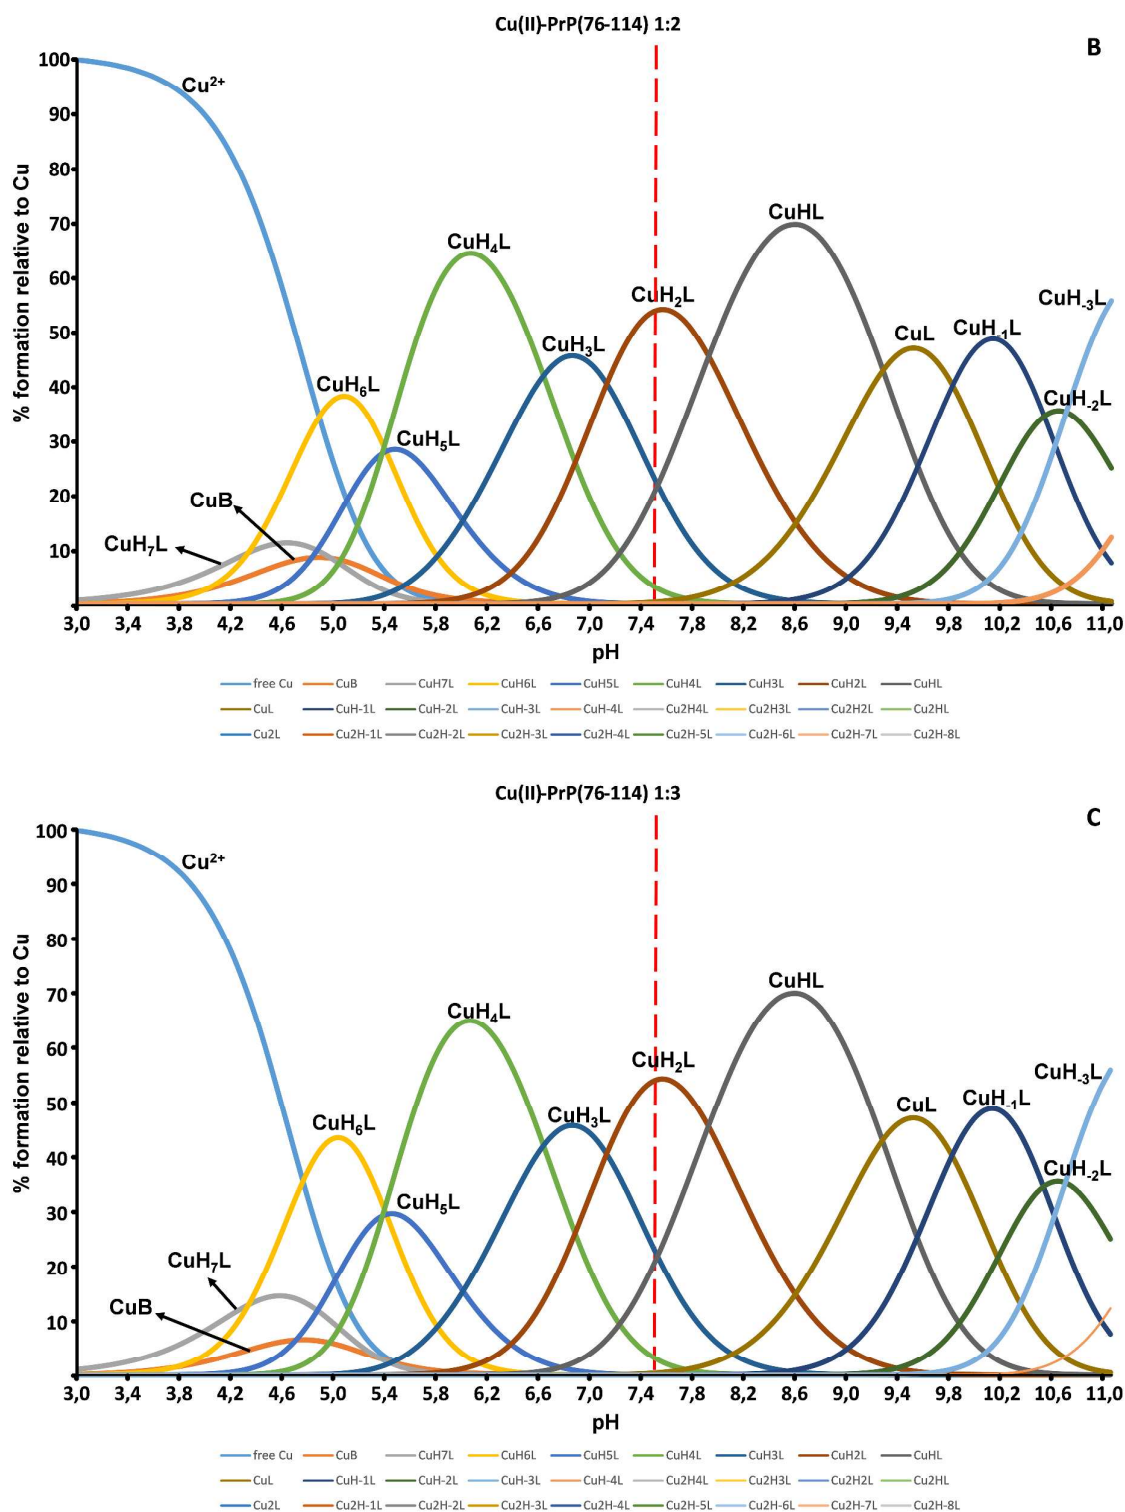 Cu(II)-PrP(76-114) 1:2
B
% formation relative to Cu
100
90
80
70
60
50
40
30
20
10
Cu²⁺
CuH₇L
CuB
CuH₆L
CuH₅L
CuH₄L
CuH₃L
CuH₂L
CuHL
CuL
CuH₋₁L
CuH₋₂L
CuH₋₃L
3,0 3,4 3,8 4,2 4,6 5,0 5,4 5,8 6,2 6,6 7,0 7,4 7,8 8,2 8,6 9,0 9,4 9,8 10,2 10,6 11,0
pH
free Cu CuB CuH7L CuH6L CuH5L CuH4L CuH3L CuH2L CuHL
CuL CuH-1L CuH-2L CuH-3L CuH-4L Cu2H4L Cu2H3L Cu2H2L Cu2HL
Cu2L Cu2H-1L Cu2H-2L Cu2H-3L Cu2H-4L Cu2H-5L Cu2H-6L Cu2H-7L Cu2H-8L
Cu(II)-PrP(76-114) 1:3
C
% formation relative to Cu
100
90
80
70
60
50
40
30
20
10
Cu²⁺
CuB
CuH₇L
CuH₆L
CuH₅L
CuH₄L
CuH₃L
CuH₂L
CuHL
CuL
CuH₋₁L
CuH₋₂L
CuH₋₃L
3,0 3,4 3,8 4,2 4,6 5,0 5,4 5,8 6,2 6,6 7,0 7,4 7,8 8,2 8,6 9,0 9,4 9,8 10,2 10,6 11,0
pH
free Cu CuB CuH7L CuH6L CuH5L CuH4L CuH3L CuH2L CuHL
CuL CuH-1L CuH-2L CuH-3L CuH-4L Cu2H4L Cu2H3L Cu2H2L Cu2HL
Cu2L Cu2H-1L Cu2H-2L Cu2H-3L Cu2H-4L Cu2H-5L Cu2H-6L Cu2H-7L Cu2H-8L